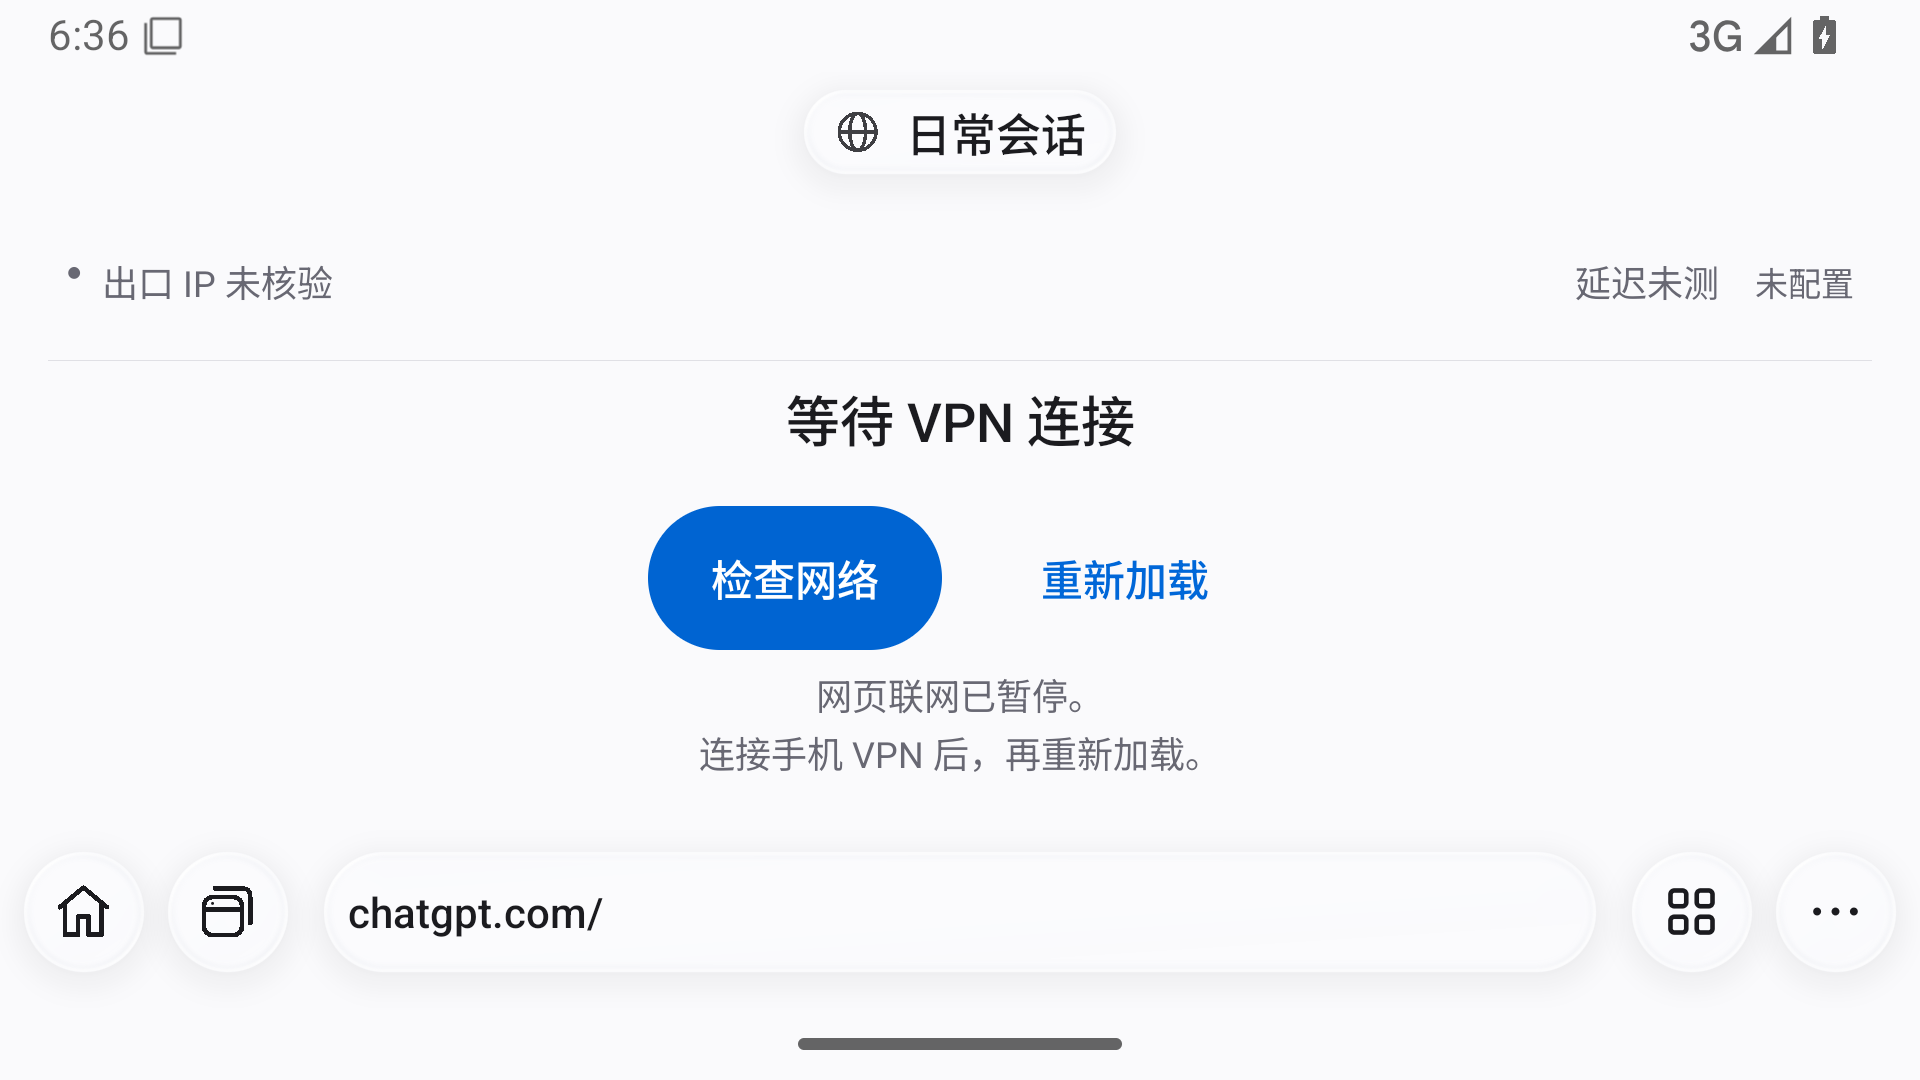 6:36
3G
日常会话
出口 IP 未核验
延迟未测 未配置
等待 VPN 连接
检查网络
重新加载
网页联网已暂停。
连接手机 VPN 后，再重新加载。
chatgpt.com/